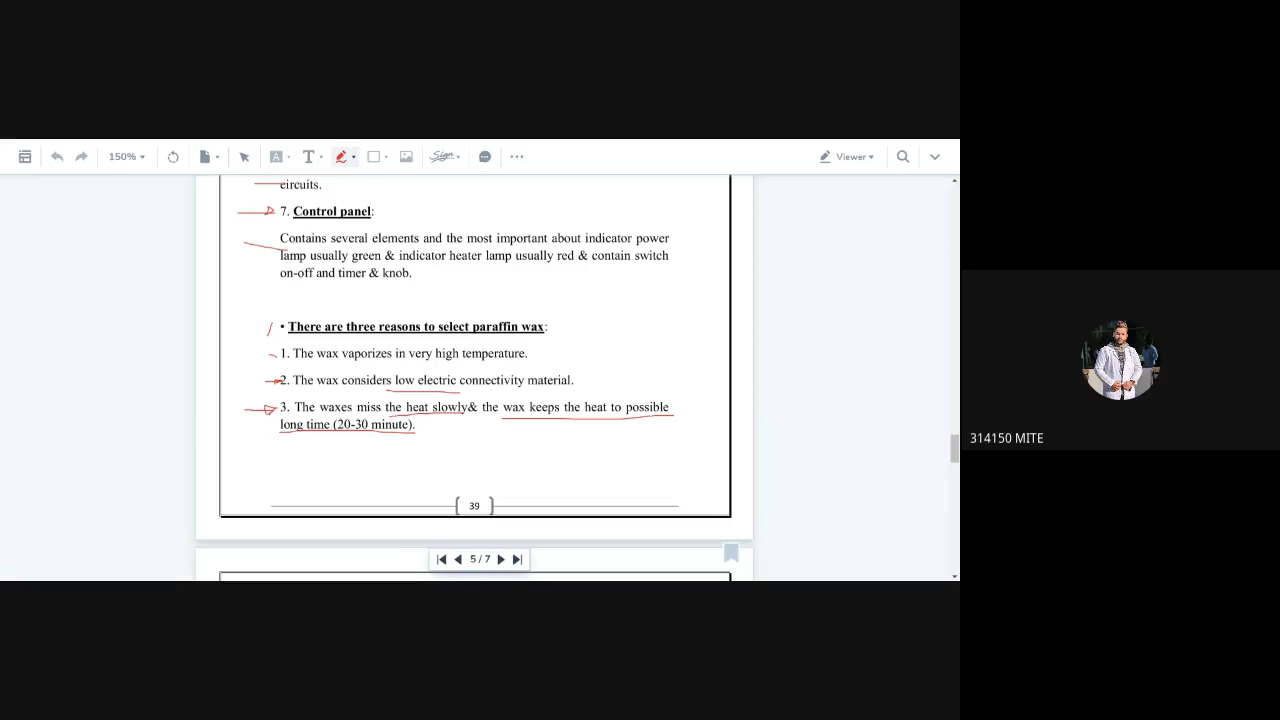 150%
A
T
Sign
Viewer
circuits.
7. Control panel:
Contains several elements and the most important about indicator power
lamp usually green & indicator heater lamp usually red & contain switch
on-off and timer & knob.
• There are three reasons to select paraffin wax:
1. The wax vaporizes in very high temperature.
2. The wax considers low electric connectivity material.
3. The waxes miss the heat slowly& the wax keeps the heat to possible
long time (20-30 minute).
314150 MITE
39
5 / 7